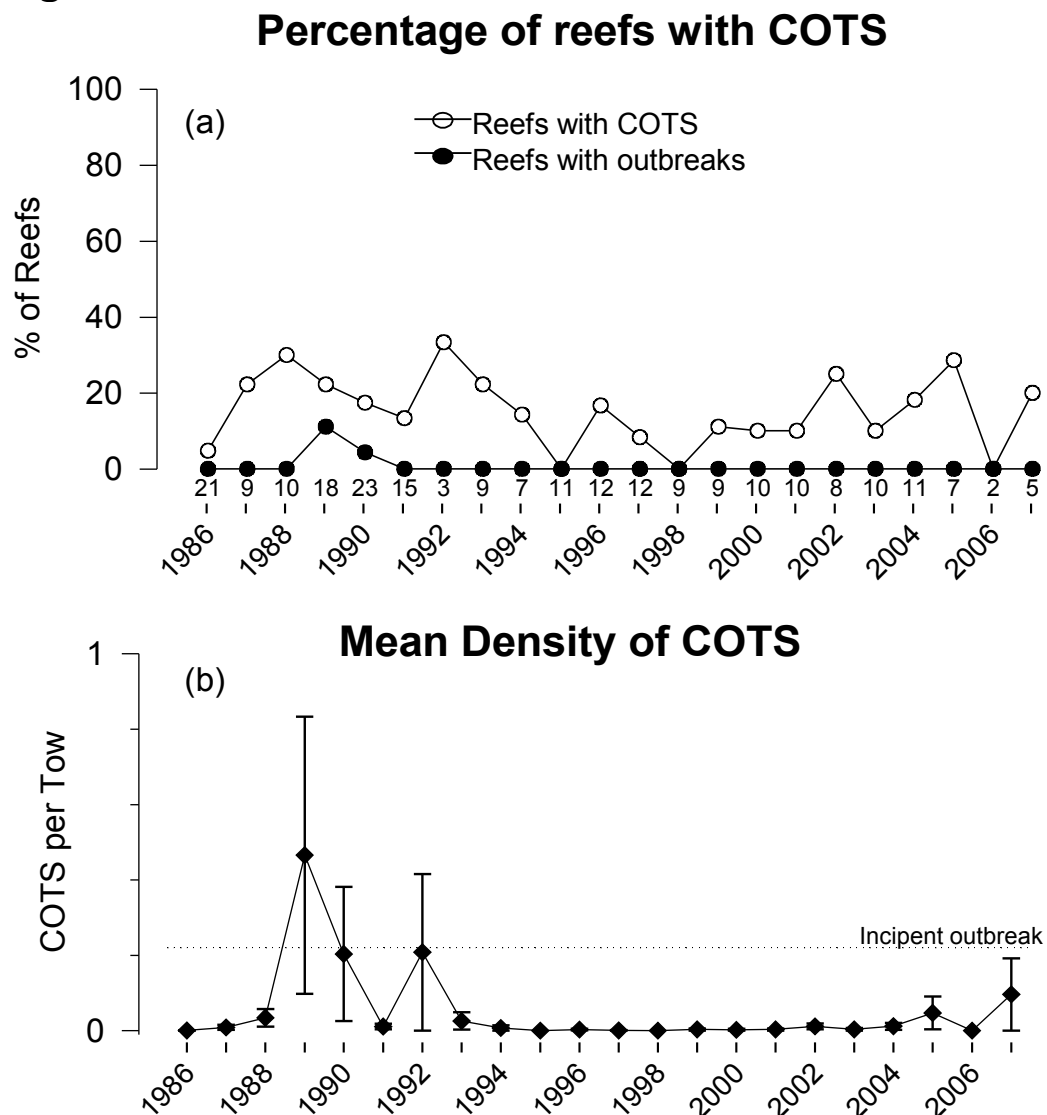 Percentage of reefs with COTS
(a)
Reefs with COTS
Reefs with outbreaks
% of Reefs
100
80
60
40
20
0
21 9 10 18 23 15 3 9 7 11 12 12 9 9 10 10 8 10 11 7 2 5
1986 1988 1990 1992 1994 1996 1998 2000 2002 2004 2006
Mean Density of COTS
(b)
COTS per Tow
1
Incipent outbreak
0
1986 1988 1990 1992 1994 1996 1998 2000 2002 2004 2006